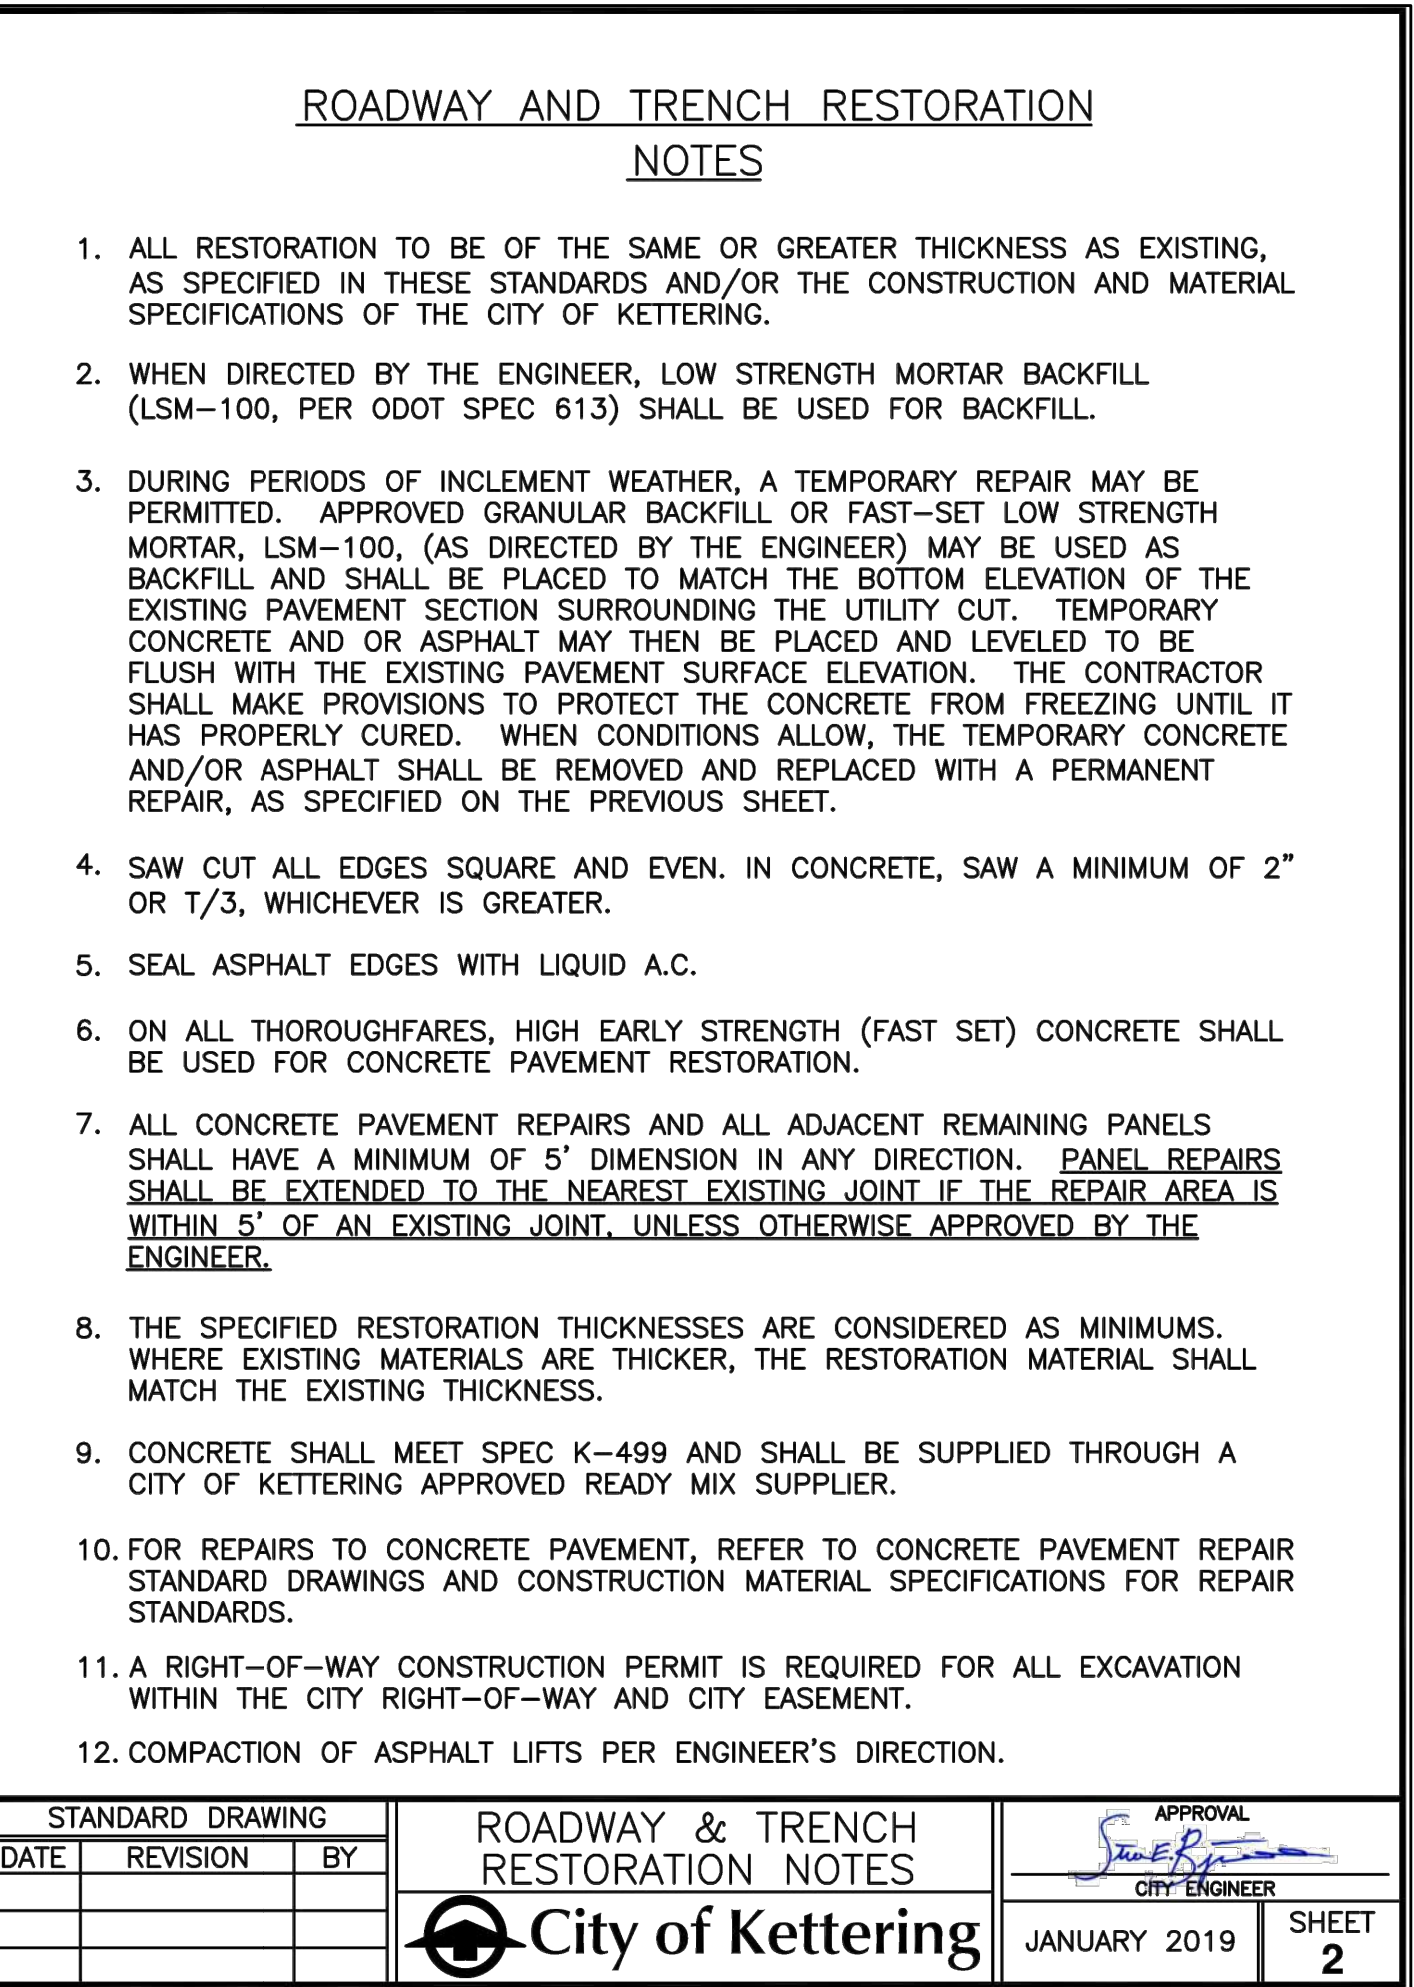 ROADWAY AND TRENCH RESTORATION
NOTES
1. ALL RESTORATION TO BE OF THE SAME OR GREATER THICKNESS AS EXISTING,
AS SPECIFIED IN THESE STANDARDS AND/OR THE CONSTRUCTION AND MATERIAL
SPECIFICATIONS OF THE CITY OF KETTERING.
2. WHEN DIRECTED BY THE ENGINEER, LOW STRENGTH MORTAR BACKFILL
(LSM-100, PER ODOT SPEC 613) SHALL BE USED FOR BACKFILL.
3. DURING PERIODS OF INCLEMENT WEATHER, A TEMPORARY REPAIR MAY BE
PERMITTED. APPROVED GRANULAR BACKFILL OR FAST-SET LOW STRENGTH
MORTAR, LSM-100, (AS DIRECTED BY THE ENGINEER) MAY BE USED AS
BACKFILL AND SHALL BE PLACED TO MATCH THE BOTTOM ELEVATION OF THE
EXISTING PAVEMENT SECTION SURROUNDING THE UTILITY CUT. TEMPORARY
CONCRETE AND OR ASPHALT MAY THEN BE PLACED AND LEVELED TO BE
FLUSH WITH THE EXISTING PAVEMENT SURFACE ELEVATION. THE CONTRACTOR
SHALL MAKE PROVISIONS TO PROTECT THE CONCRETE FROM FREEZING UNTIL IT
HAS PROPERLY CURED. WHEN CONDITIONS ALLOW, THE TEMPORARY CONCRETE
AND/OR ASPHALT SHALL BE REMOVED AND REPLACED WITH A PERMANENT
REPAIR, AS SPECIFIED ON THE PREVIOUS SHEET.
4. SAW CUT ALL EDGES SQUARE AND EVEN. IN CONCRETE, SAW A MINIMUM OF 2"
OR T/3, WHICHEVER IS GREATER.
5. SEAL ASPHALT EDGES WITH LIQUID A.C.
6. ON ALL THOROUGHFARES, HIGH EARLY STRENGTH (FAST SET) CONCRETE SHALL
BE USED FOR CONCRETE PAVEMENT RESTORATION.
7. ALL CONCRETE PAVEMENT REPAIRS AND ALL ADJACENT REMAINING PANELS
SHALL HAVE A MINIMUM OF 5' DIMENSION IN ANY DIRECTION. PANEL REPAIRS
SHALL BE EXTENDED TO THE NEAREST EXISTING JOINT IF THE REPAIR AREA IS
WITHIN 5' OF AN EXISTING JOINT, UNLESS OTHERWISE APPROVED BY THE
ENGINEER.
8. THE SPECIFIED RESTORATION THICKNESSES ARE CONSIDERED AS MINIMUMS.
WHERE EXISTING MATERIALS ARE THICKER, THE RESTORATION MATERIAL SHALL
MATCH THE EXISTING THICKNESS.
9. CONCRETE SHALL MEET SPEC K-499 AND SHALL BE SUPPLIED THROUGH A
CITY OF KETTERING APPROVED READY MIX SUPPLIER.
10. FOR REPAIRS TO CONCRETE PAVEMENT, REFER TO CONCRETE PAVEMENT REPAIR
STANDARD DRAWINGS AND CONSTRUCTION MATERIAL SPECIFICATIONS FOR REPAIR
STANDARDS.
11. A RIGHT-OF-WAY CONSTRUCTION PERMIT IS REQUIRED FOR ALL EXCAVATION
WITHIN THE CITY RIGHT-OF-WAY AND CITY EASEMENT.
12. COMPACTION OF ASPHALT LIFTS PER ENGINEER'S DIRECTION.
STANDARD DRAWING
DATE REVISION BY
ROADWAY & TRENCH
RESTORATION NOTES
City of Kettering
APPROVAL
CITY ENGINEER
JANUARY 2019
SHEET
2